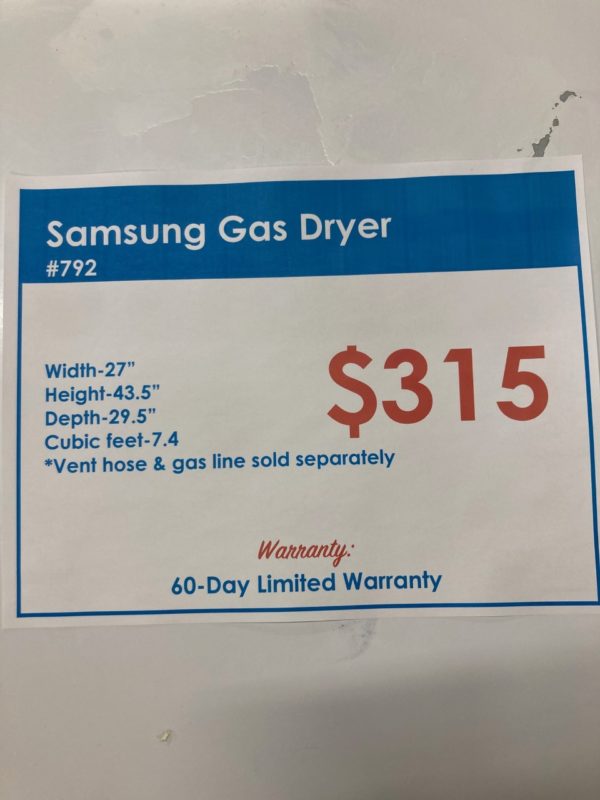 Samsung Gas Dryer
#792
Width-27”
Height-43.5”
$315
Depth-29.5”
Cubic feet-7.4
*Vent hose & gas line sold separately
Warranty:
60-Day Limited Warranty